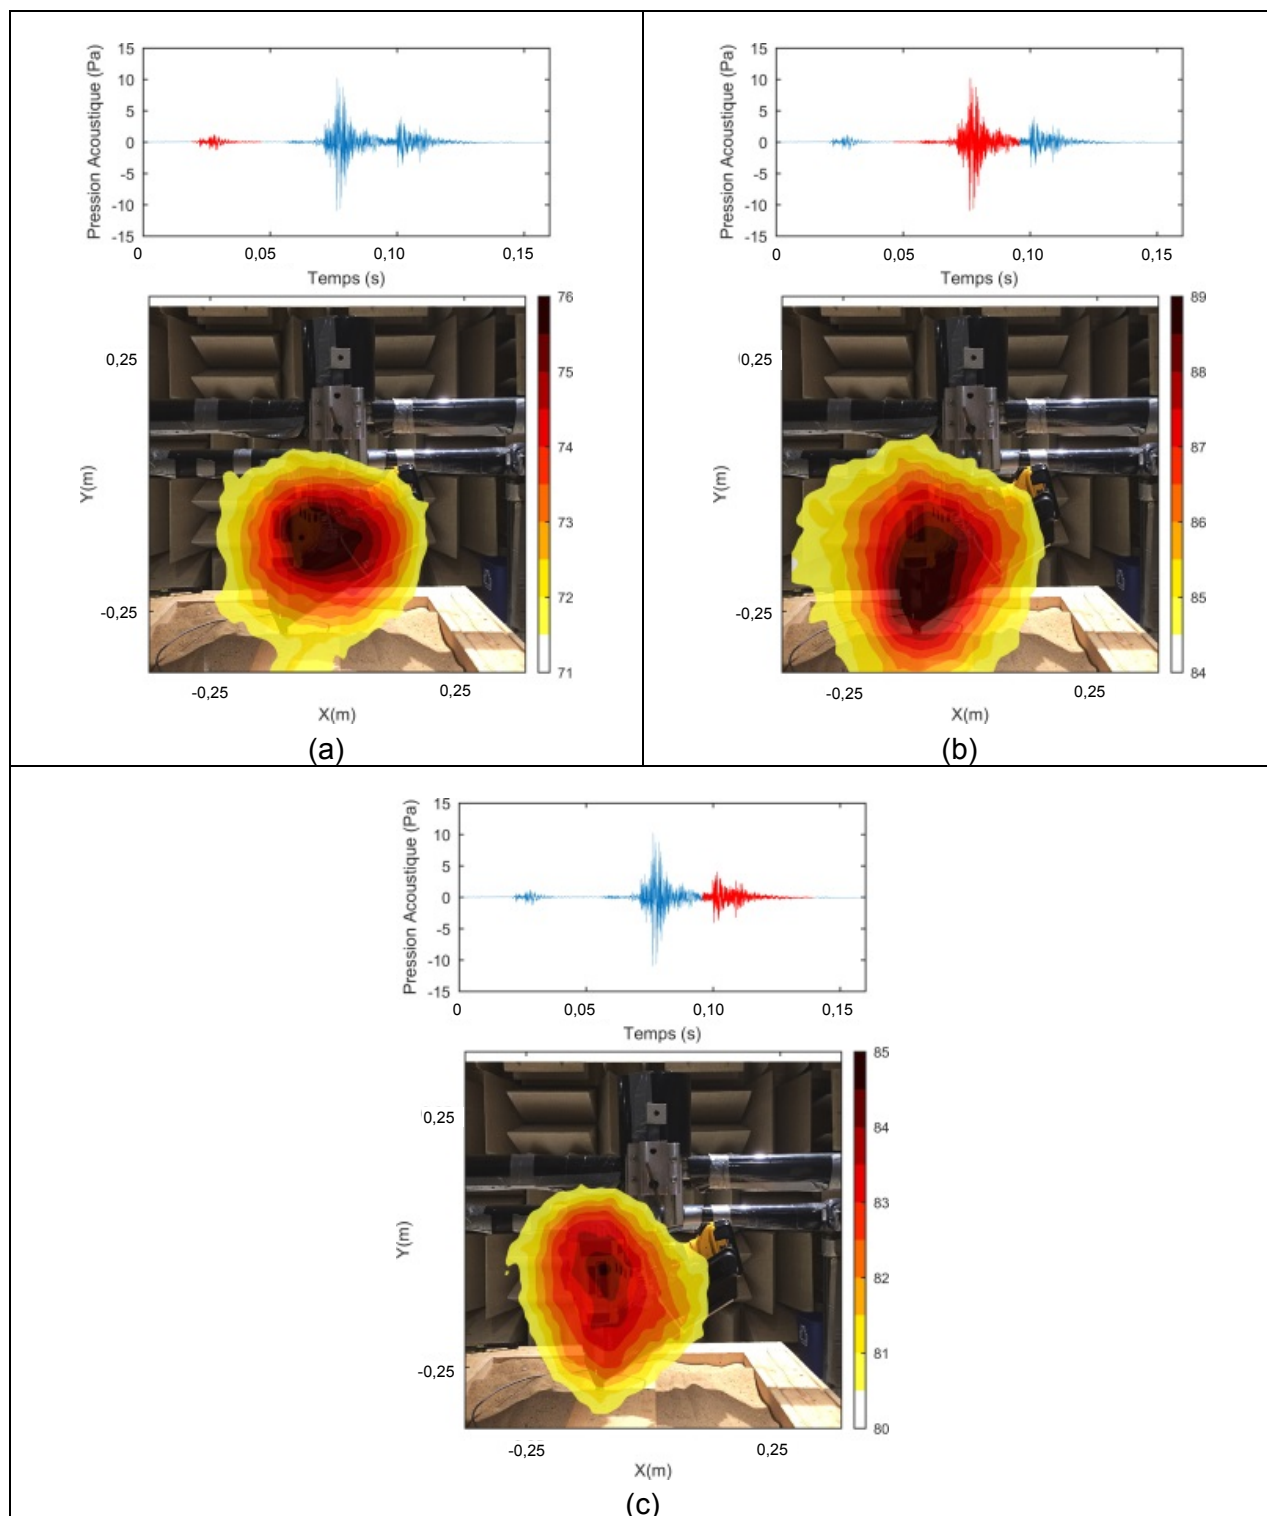 15
10
5
0
-5
-10
-15
Pression Acoustique (Pa)
0 0,05 0,10 0,15
Temps (s)
0,25
-0,25
Y(m)
-0,25 0,25
X(m)
76
75
74
73
72
71
(a)
15
10
5
0
-5
-10
-15
Pression Acoustique (Pa)
0 0,05 0,10 0,15
Temps (s)
0,25
-0,25
Y(m)
-0,25 0,25
X(m)
89
88
87
86
85
84
(b)
15
10
5
0
-5
-10
-15
Pression Acoustique (Pa)
0 0,05 0,10 0,15
Temps (s)
0,25
-0,25
Y(m)
-0,25 0,25
X(m)
85
84
83
82
81
80
(c)